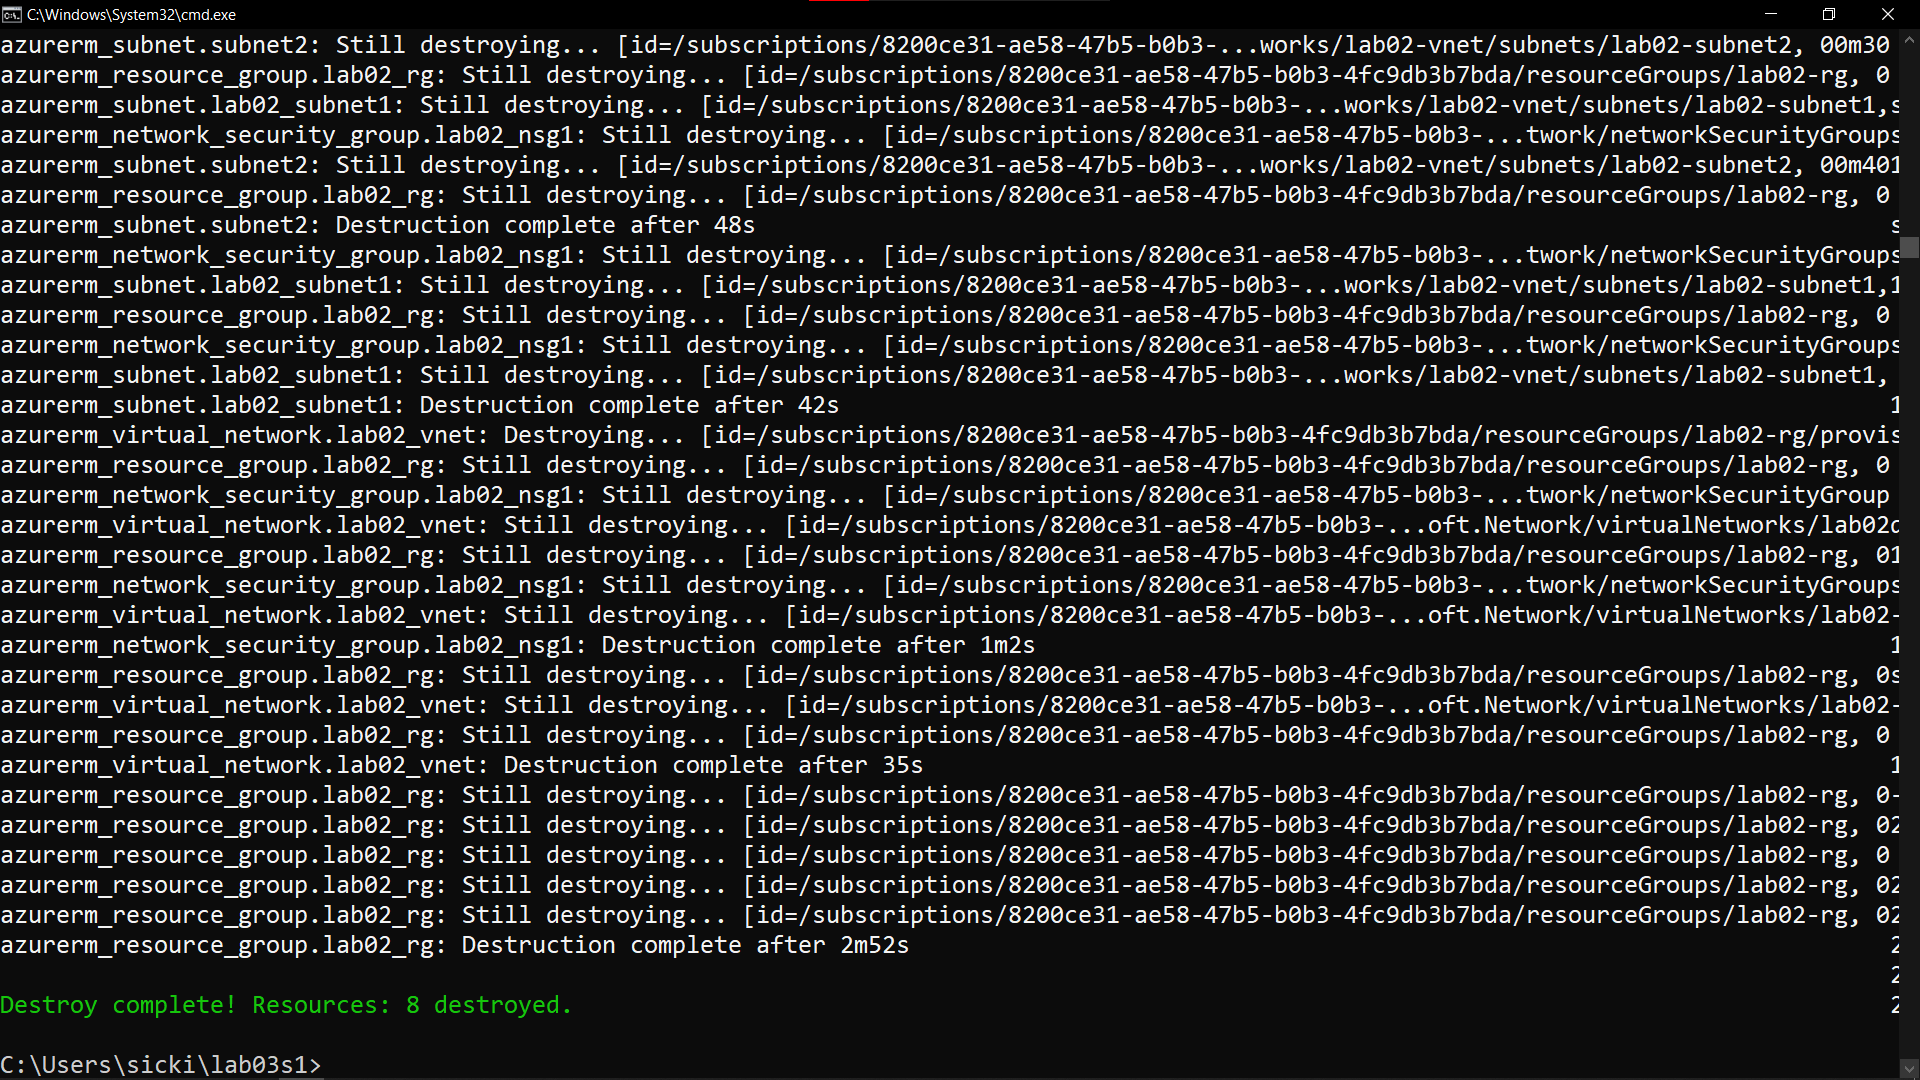 C:\Windows\System32\cmd.exe
azurerm_subnet.subnet2: Still destroying... [id=/subscriptions/8200ce31-ae58-47b5-b0b3-...works/lab02-vnet/subnets/lab02-subnet2, 00m30
azurerm_resource_group.lab02_rg: Still destroying... [id=/subscriptions/8200ce31-ae58-47b5-b0b3-4fc9db3b7bda/resourceGroups/lab02-rg, 0
azurerm_subnet.lab02_subnet1: Still destroying... [id=/subscriptions/8200ce31-ae58-47b5-b0b3-...works/lab02-vnet/subnets/lab02-subnet1,s
azurerm_network_security_group.lab02_nsg1: Still destroying... [id=/subscriptions/8200ce31-ae58-47b5-b0b3-...twork/networkSecurityGroups
azurerm_subnet.subnet2: Still destroying... [id=/subscriptions/8200ce31-ae58-47b5-b0b3-...works/lab02-vnet/subnets/lab02-subnet2, 00m401
azurerm_resource_group.lab02_rg: Still destroying... [id=/subscriptions/8200ce31-ae58-47b5-b0b3-4fc9db3b7bda/resourceGroups/lab02-rg, 0
azurerm_subnet.subnet2: Destruction complete after 48s s
azurerm_network_security_group.lab02_nsg1: Still destroying... [id=/subscriptions/8200ce31-ae58-47b5-b0b3-...twork/networkSecurityGroups
azurerm_subnet.lab02_subnet1: Still destroying... [id=/subscriptions/8200ce31-ae58-47b5-b0b3-...works/lab02-vnet/subnets/lab02-subnet1,1
azurerm_resource_group.lab02_rg: Still destroying... [id=/subscriptions/8200ce31-ae58-47b5-b0b3-4fc9db3b7bda/resourceGroups/lab02-rg, 0
azurerm_network_security_group.lab02_nsg1: Still destroying... [id=/subscriptions/8200ce31-ae58-47b5-b0b3-...twork/networkSecurityGroups
azurerm_subnet.lab02_subnet1: Still destroying... [id=/subscriptions/8200ce31-ae58-47b5-b0b3-...works/lab02-vnet/subnets/lab02-subnet1,
azurerm_subnet.lab02_subnet1: Destruction complete after 42s 1
azurerm_virtual_network.lab02_vnet: Destroying... [id=/subscriptions/8200ce31-ae58-47b5-b0b3-4fc9db3b7bda/resourceGroups/lab02-rg/provis
azurerm_resource_group.lab02_rg: Still destroying... [id=/subscriptions/8200ce31-ae58-47b5-b0b3-4fc9db3b7bda/resourceGroups/lab02-rg, 0
azurerm_network_security_group.lab02_nsg1: Still destroying... [id=/subscriptions/8200ce31-ae58-47b5-b0b3-...twork/networkSecurityGroup
azurerm_virtual_network.lab02_vnet: Still destroying... [id=/subscriptions/8200ce31-ae58-47b5-b0b3-...oft.Network/virtualNetworks/lab02d
azurerm_resource_group.lab02_rg: Still destroying... [id=/subscriptions/8200ce31-ae58-47b5-b0b3-4fc9db3b7bda/resourceGroups/lab02-rg, 01
azurerm_network_security_group.lab02_nsg1: Still destroying... [id=/subscriptions/8200ce31-ae58-47b5-b0b3-...twork/networkSecurityGroups
azurerm_virtual_network.lab02_vnet: Still destroying... [id=/subscriptions/8200ce31-ae58-47b5-b0b3-...oft.Network/virtualNetworks/lab02-
azurerm_network_security_group.lab02_nsg1: Destruction complete after 1m2s 1
azurerm_resource_group.lab02_rg: Still destroying... [id=/subscriptions/8200ce31-ae58-47b5-b0b3-4fc9db3b7bda/resourceGroups/lab02-rg, 0s
azurerm_virtual_network.lab02_vnet: Still destroying... [id=/subscriptions/8200ce31-ae58-47b5-b0b3-...oft.Network/virtualNetworks/lab02-
azurerm_resource_group.lab02_rg: Still destroying... [id=/subscriptions/8200ce31-ae58-47b5-b0b3-4fc9db3b7bda/resourceGroups/lab02-rg, 0
azurerm_virtual_network.lab02_vnet: Destruction complete after 35s 1
azurerm_resource_group.lab02_rg: Still destroying... [id=/subscriptions/8200ce31-ae58-47b5-b0b3-4fc9db3b7bda/resourceGroups/lab02-rg, 0-
azurerm_resource_group.lab02_rg: Still destroying... [id=/subscriptions/8200ce31-ae58-47b5-b0b3-4fc9db3b7bda/resourceGroups/lab02-rg, 02
azurerm_resource_group.lab02_rg: Still destroying... [id=/subscriptions/8200ce31-ae58-47b5-b0b3-4fc9db3b7bda/resourceGroups/lab02-rg, 0
azurerm_resource_group.lab02_rg: Still destroying... [id=/subscriptions/8200ce31-ae58-47b5-b0b3-4fc9db3b7bda/resourceGroups/lab02-rg, 02
azurerm_resource_group.lab02_rg: Still destroying... [id=/subscriptions/8200ce31-ae58-47b5-b0b3-4fc9db3b7bda/resourceGroups/lab02-rg, 02
azurerm_resource_group.lab02_rg: Destruction complete after 2m52s 2
2
Destroy complete! Resources: 8 destroyed. 2
C:\Users\sicki\lab03s1>